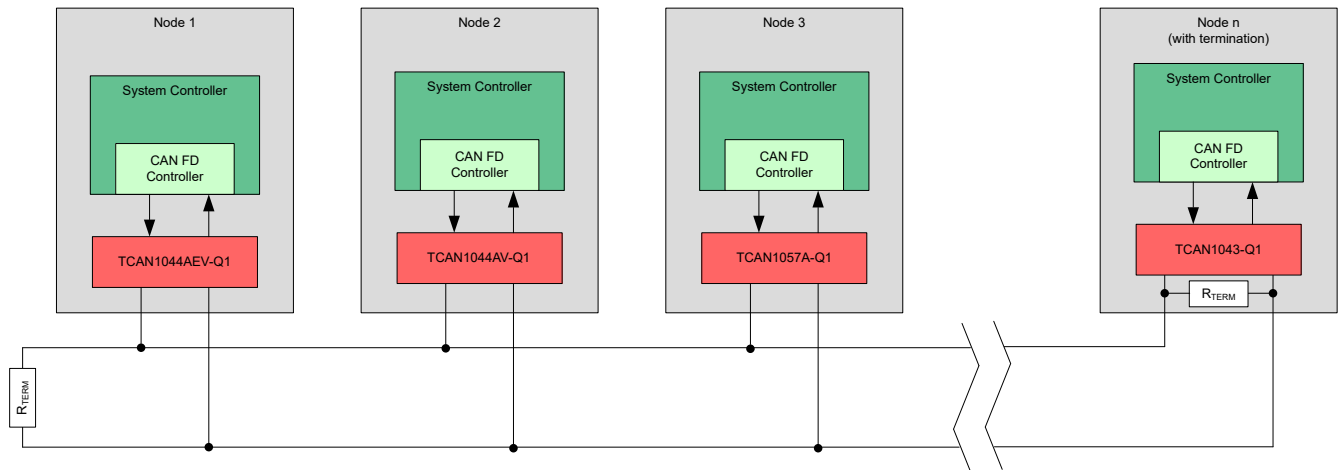 Node 1
System Controller
CAN FD
Controller
TCAN1044AEV-Q1
Node 2
System Controller
CAN FD
Controller
TCAN1044AV-Q1
Node 3
System Controller
CAN FD
Controller
TCAN1057A-Q1
Node n
(with termination)
System Controller
CAN FD
Controller
TCAN1043-Q1
RTERM
RTERM